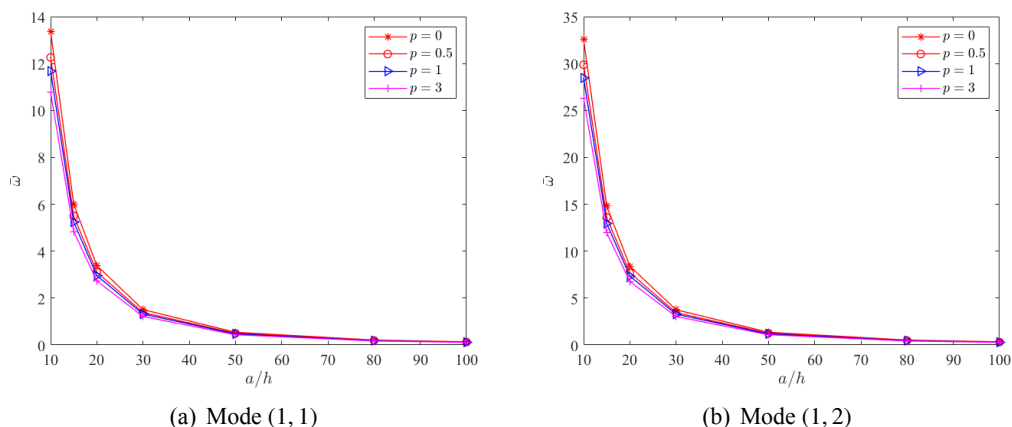 14
12
10
8
6
4
2
0
ω̄
10 20 30 40 50 60 70 80 90 100
a/h
p = 0
p = 0.5
p = 1
p = 3
(a) Mode (1, 1)
35
30
25
20
15
10
5
0
ω̄
10 20 30 40 50 60 70 80 90 100
a/h
p = 0
p = 0.5
p = 1
p = 3
(b) Mode (1, 2)